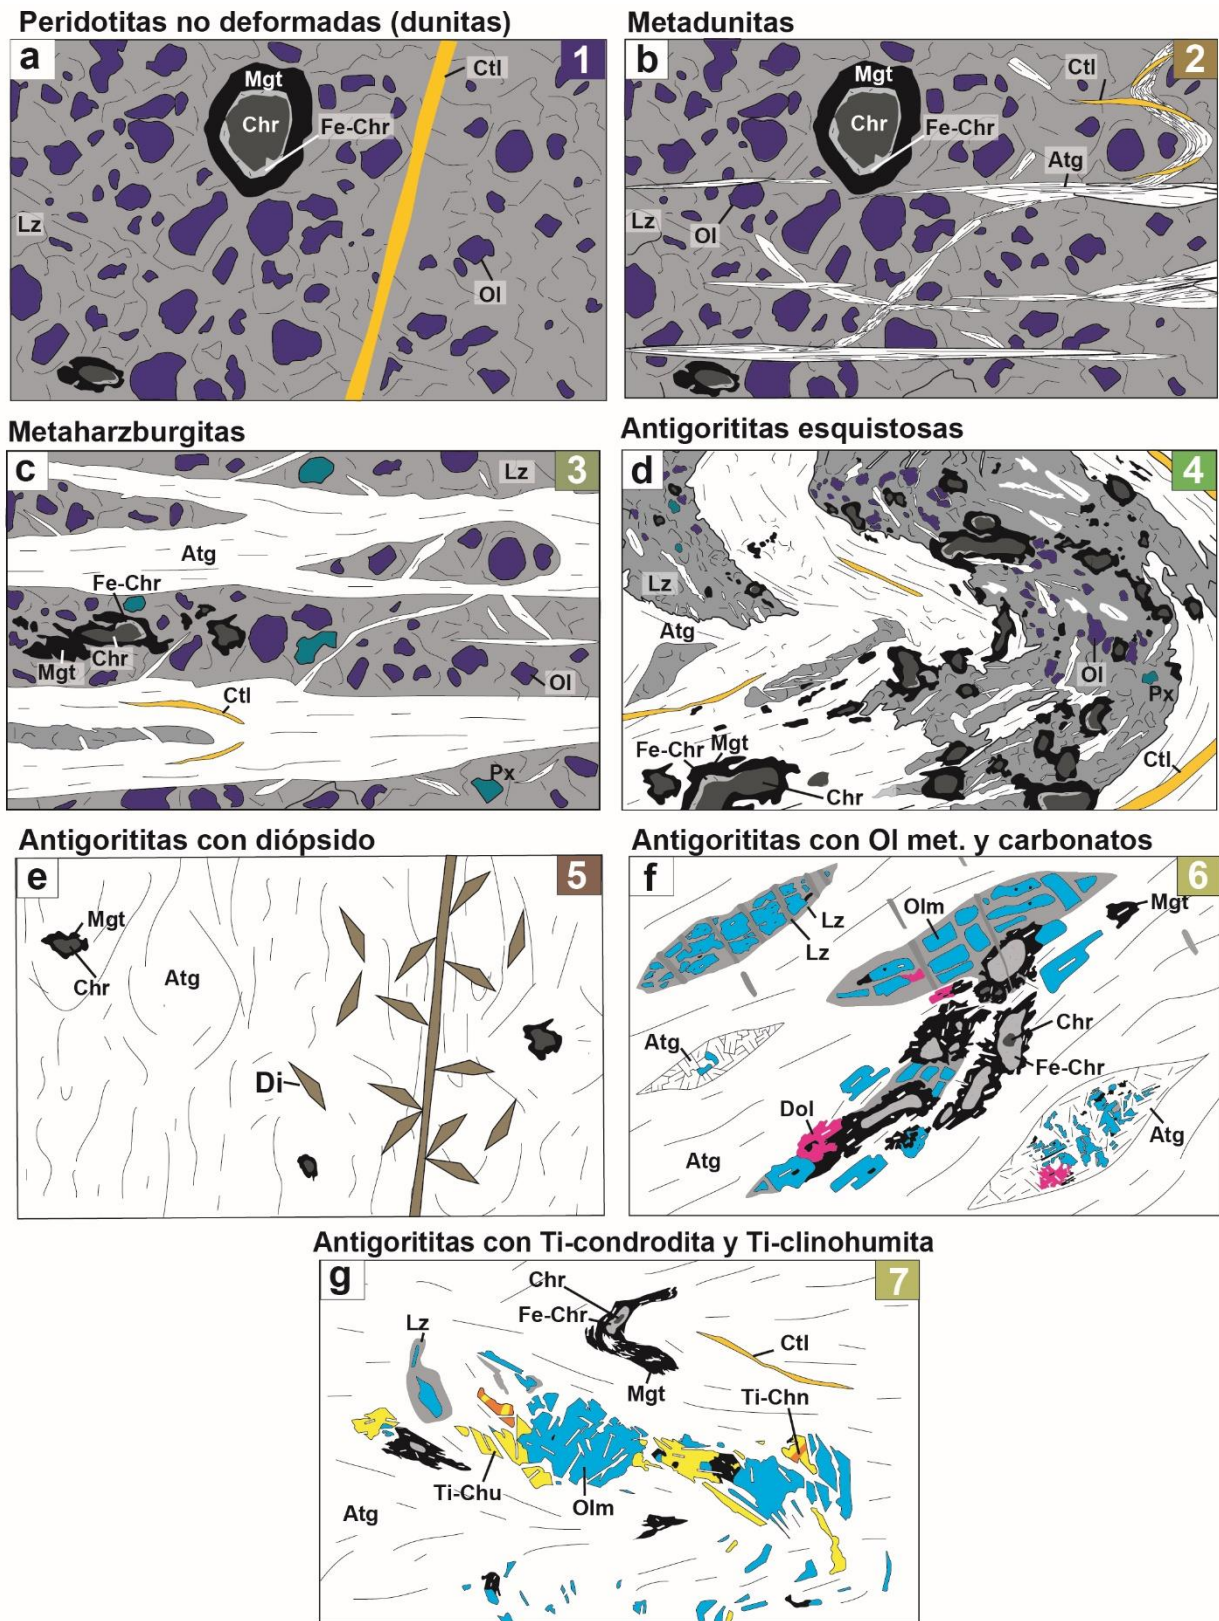 Peridotitas no deformadas (dunitas)
a
1
Mgt
Ctl
Chr
Fe-Chr
Lz
Ol
Metadunitas
b
2
Mgt
Ctl
Chr
Fe-Chr
Atg
Lz
Ol
Metaharzburgitas
c
3
Lz
Atg
Fe-Chr
Mgt
Chr
Ol
Ctl
Px
Antigorititas esquistosas
d
4
Lz
Atg
Ol
Px
Fe-Chr
Mgt
Ctl
Chr
Antigorititas con diópsido
e
5
Mgt
Chr
Atg
Di
Antigorititas con Ol met. y carbonatos
f
6
Olm
Mgt
Lz
Lz
Chr
Atg
Fe-Chr
Dol
Atg
Atg
Antigorititas con Ti-condrodita y Ti-clinohumita
g
7
Chr
Fe-Chr
Lz
Ctl
Mgt
Ti-Chn
Ti-Chu
Olm
Atg